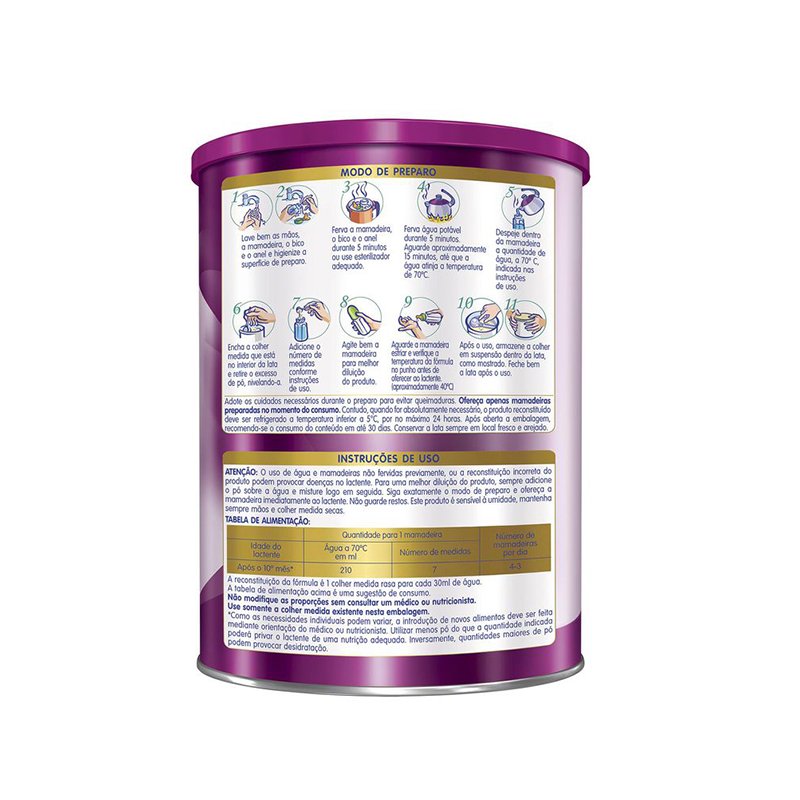 MODO DE PREPARO
1 2
Lave bem as mãos,
a mamadeira, o bico
e o anel e higienize a
superfície de preparo.
3
Ferva a mamadeira,
o bico e o anel
durante 5 minutos
ou use esterilizador
adequado.
4
Ferva água potável
durante 5 minutos.
Aguarde aproximadamente
15 minutos, até que a
água atinja a temperatura
de 70ºC.
5
Despeje dentro
da mamadeira
a quantidade de
água, a 70º C,
indicada nas
instruções
de uso.
6
Encha a colher
medida que está
no interior da lata
e retire o excesso
de pó, nivelando-a.
7
Adicione o
número de
medidas
conforme
instruções
de uso.
8
Agite bem a
mamadeira
para melhor
diluição
do produto.
9
Aguarde a mamadeira
esfriar e verifique a
temperatura da fórmula
no punho antes de
oferecer ao lactente.
(aproximadamente 40ºC)
10 11
Após o uso, armazene a colher
em suspensão dentro da lata,
como mostrado. Feche bem
a lata após o uso.
Adote os cuidados necessários durante o preparo para evitar queimaduras. Ofereça apenas mamadeiras
preparadas no momento do consumo. Contudo, quando for absolutamente necessário, o produto reconstituído
deve ser refrigerado a temperatura inferior a 5ºC, por no máximo 24 horas. Após aberta a embalagem,
recomenda-se o consumo do conteúdo em até 30 dias. Conservar a lata sempre em local fresco e arejado.
INSTRUÇÕES DE USO
ATENÇÃO: O uso de água e mamadeiras não fervidas previamente, ou a reconstituição incorreta do
produto podem provocar doenças no lactente. Para uma melhor diluição do produto, sempre adicione
o pó sobre a água e misture logo em seguida. Siga exatamente o modo de preparo e ofereça a
mamadeira imediatamente ao lactente. Não guarde restos. Este produto é sensível à umidade, mantenha
sempre mãos e colher medida secas.
TABELA DE ALIMENTAÇÃO:
Idade do
lactente
Quantidade para 1 mamadeira
Água a 70ºC
em ml
Número de medidas
Número de
mamadeiras
por dia
Após o 10º mês* 210 7 4-3
A reconstituição da fórmula é 1 colher medida rasa para cada 30ml de água.
A tabela de alimentação acima é uma sugestão de consumo.
Não modifique as proporções sem consultar um médico ou nutricionista.
Use somente a colher medida existente nesta embalagem.
*Como as necessidades individuais podem variar, a introdução de novos alimentos deve ser feita
mediante orientação do médico ou nutricionista. Utilizar menos pó do que a quantidade indicada
poderá privar o lactente de uma nutrição adequada. Inversamente, quantidades maiores de pó
podem provocar desidratação.